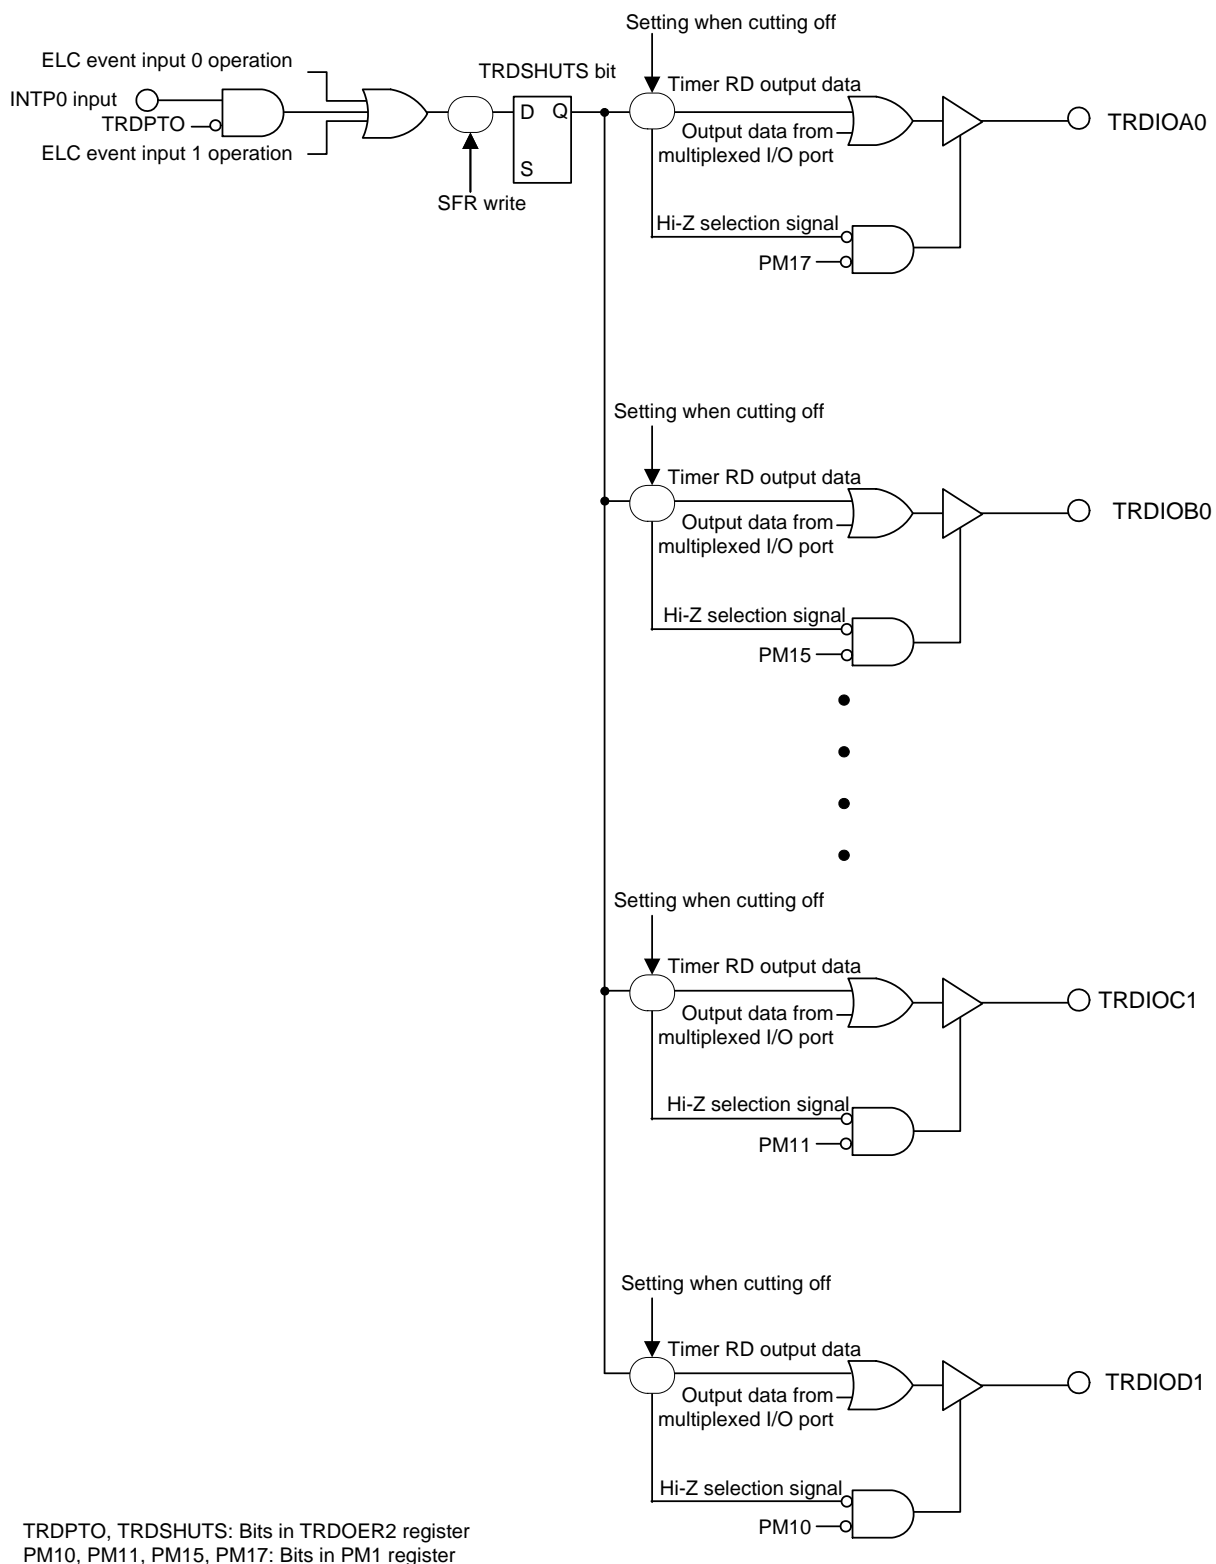 Setting when cutting off
ELC event input 0 operation
TRDSHUTS bit
Timer RD output data
INTP0 input
D Q
TRDIOA0
TRDPTO
Output data from
multiplexed I/O port
ELC event input 1 operation
S
SFR write
Hi-Z selection signal
PM17
Setting when cutting off
Timer RD output data
TRDIOB0
Output data from
multiplexed I/O port
Hi-Z selection signal
PM15
Setting when cutting off
Timer RD output data
TRDIOC1
Output data from
multiplexed I/O port
Hi-Z selection signal
PM11
Setting when cutting off
Timer RD output data
TRDIOD1
Output data from
multiplexed I/O port
Hi-Z selection signal
PM10
TRDPTO, TRDSHUTS: Bits in TRDOER2 register
PM10, PM11, PM15, PM17: Bits in PM1 register